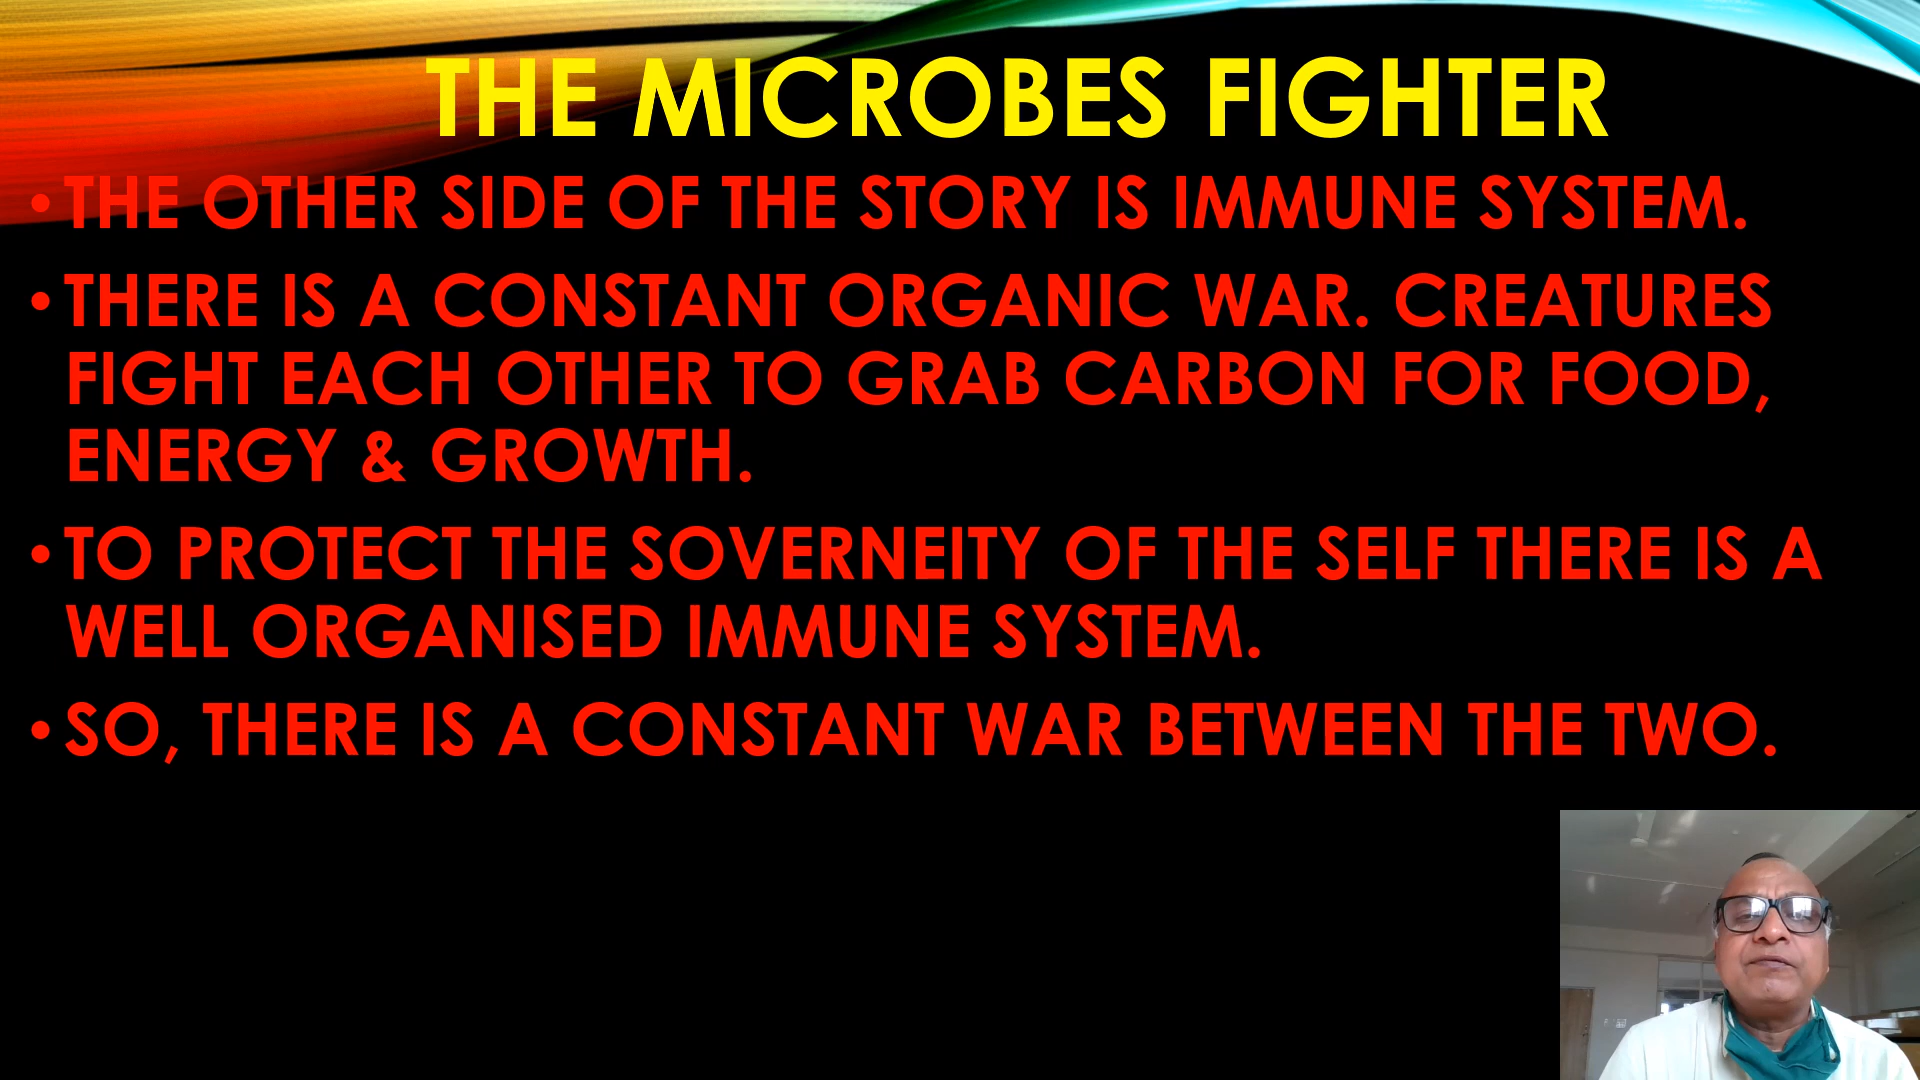 THE MICROBES FIGHTER
• THE OTHER SIDE OF THE STORY IS IMMUNE SYSTEM.
• THERE IS A CONSTANT ORGANIC WAR. CREATURES
FIGHT EACH OTHER TO GRAB CARBON FOR FOOD,
ENERGY & GROWTH.
• TO PROTECT THE SOVERNEITY OF THE SELF THERE IS A
WELL ORGANISED IMMUNE SYSTEM.
• SO, THERE IS A CONSTANT WAR BETWEEN THE TWO.